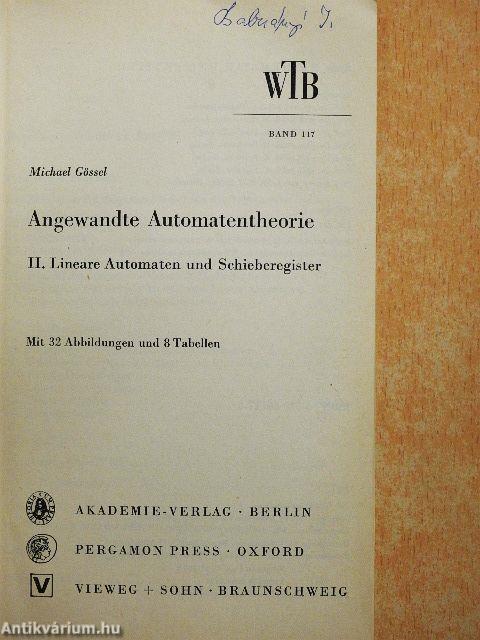 WTB
BAND 117
Michael Gössel
Angewandte Automatentheorie
II. Lineare Automaten und Schieberegister
Mit 32 Abbildungen und 8 Tabellen
AKADEMIE-VERLAG · BERLIN
PERGAMON PRESS · OXFORD
V
VIEWEG + SOHN · BRAUNSCHWEIG
Antikvárium.hu